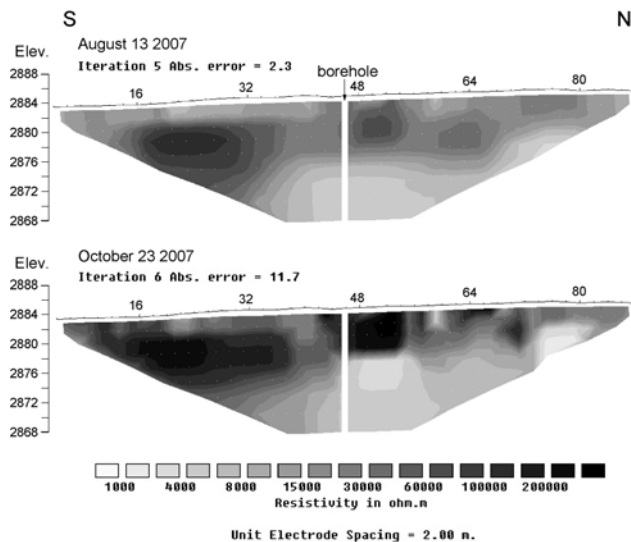 S N
August 13 2007
Elev.
Iteration 5 Abs. error = 2.3
borehole
2888
16 32 48 64 80
2884
2880
2876
2872
2868
October 23 2007
Elev.
Iteration 6 Abs. error = 11.7
2888
16 32 48 64 80
2884
2880
2876
2872
2868
1000 4000 8000 15000 30000 60000 100000 200000
Resistivity in ohm.m
Unit Electrode Spacing = 2.00 m.